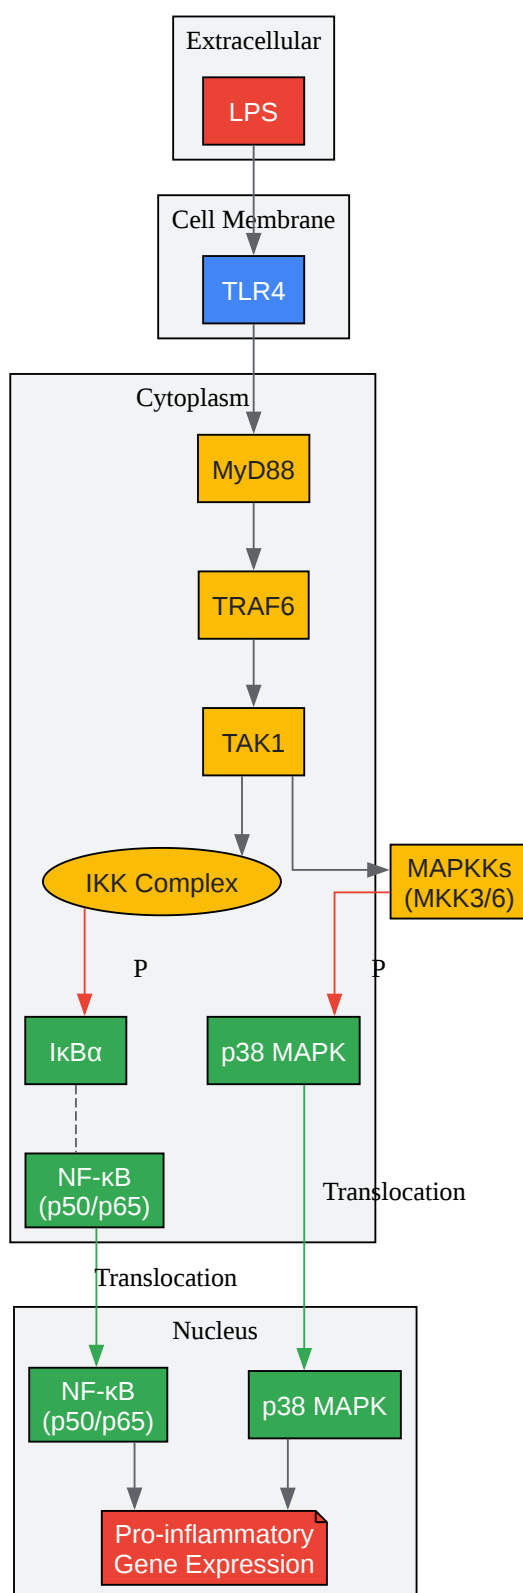 Extracellular
LPS
Cell Membrane
TLR4
Cytoplasm
MyD88
TRAF6
TAK1
IKK Complex
MAPKKs
(MKK3/6)
P
P
IκBα
p38 MAPK
NF-κB
(p50/p65)
Translocation
Translocation
Nucleus
NF-κB
(p50/p65)
p38 MAPK
Pro-inflammatory
Gene Expression